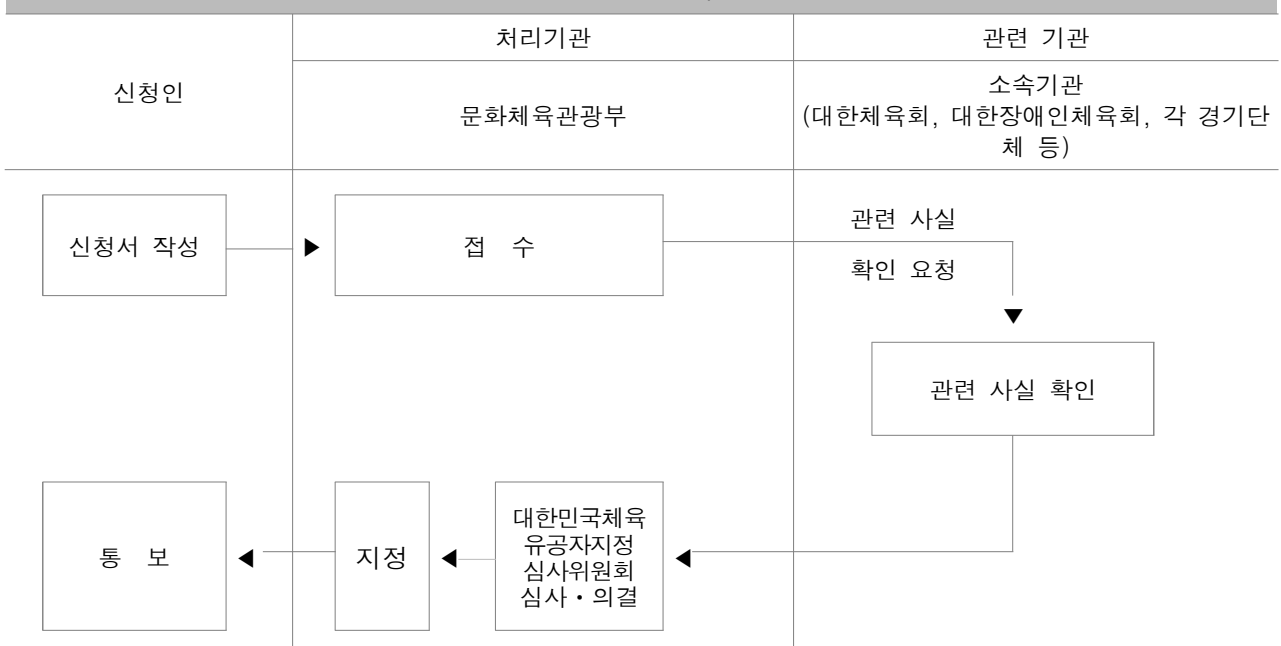 신청인
처리기관
관련 기관
문화체육관광부
소속기관
(대한체육회, 대한장애인체육회, 각 경기단
체 등)
신청서 작성
▶
접 수
관련 사실
확인 요청
▼
관련 사실 확인
통 보
◀
지정
◀
대한민국체육
유공자지정
심사위원회
심사・의결
◀